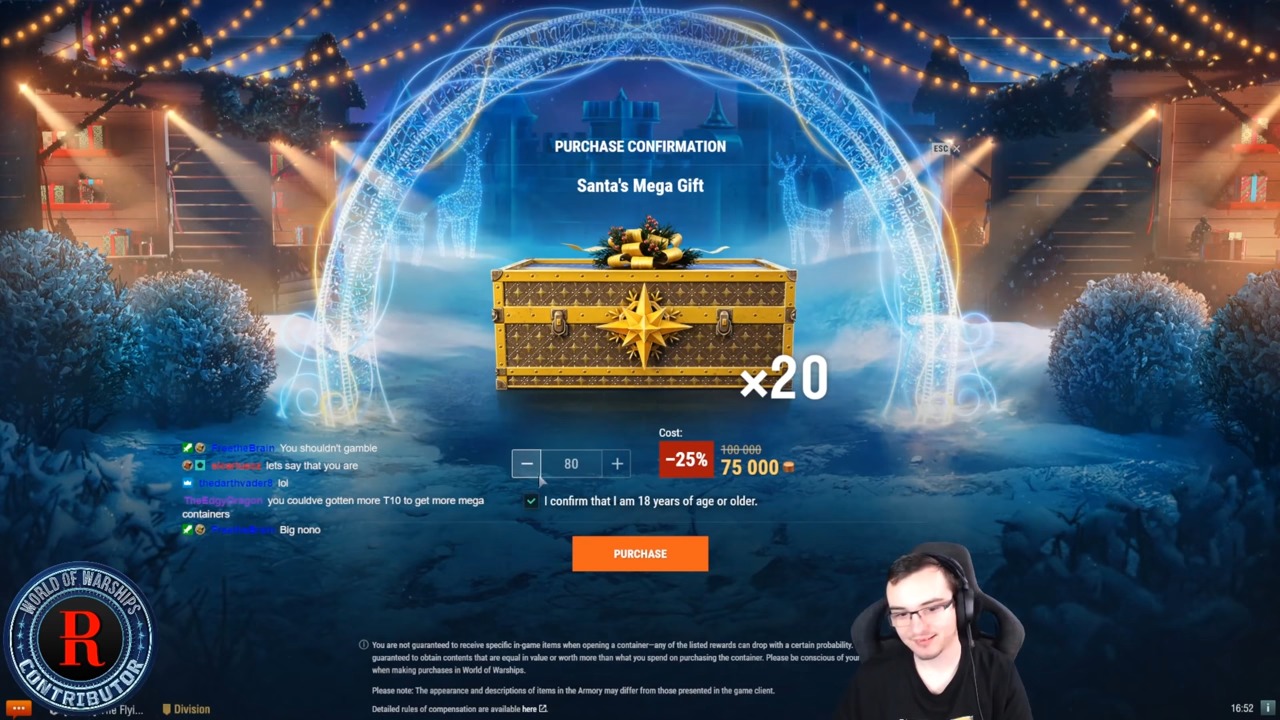 PURCHASE CONFIRMATION
ESC ×
Santa's Mega Gift
×20
Cost:
−25% 100 000
75 000
− 80 +
I confirm that I am 18 years of age or older.
PURCHASE
FreetheBrain You shouldn't gamble
lets say that you are
thedarthvader8 lol
TheEdgyDragon you couldve gotten more T10 to get more mega
containers
FreetheBrain Big nono
WORLD OF WARSHIPS
R
CONTRIBUTOR
You are not guaranteed to receive specific in-game items when opening a container—any of the listed rewards can drop with a certain probability.
guaranteed to obtain contents that are equal in value or worth more than what you spend on purchasing the container. Please be conscious of your
when making purchases in World of Warships.
Please note: The appearance and descriptions of items in the Armory may differ from those presented in the game client.
Detailed rules of compensation are available here
The Flyi...
Division
16:52